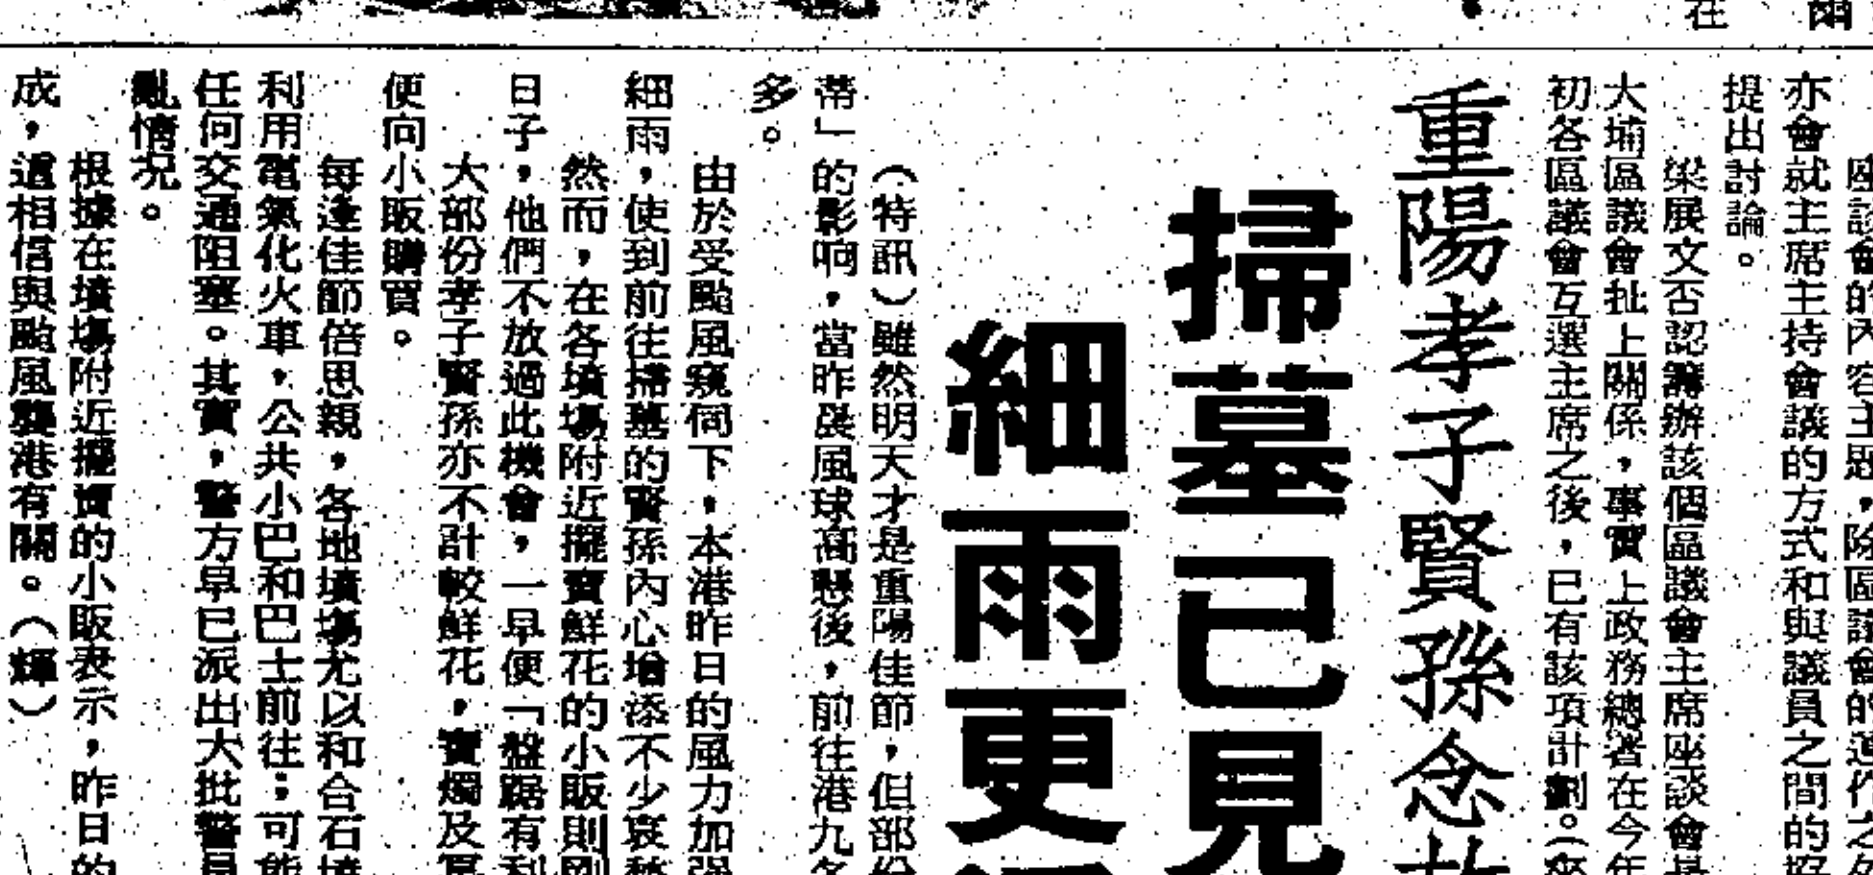 在
爾
座談會的內容主題,除區議會的運作之外
亦會就主席主持會議的方式和與議員之間的
提出討論。
梁展文否認籌辦該個區議會主席座談會是
大埔區議會扯上關係,事實上政務總署在今年
初各區議會互選主席之後,已有該項計劃。(
重陽孝子賢孫念故
掃墓已見
細雨更
(特訊)雖然明天才是重陽佳節,但部份
蒂」的影响,當昨晨風球高懸後,前往港九各
多。
由於受颱風窺伺下,本港昨日的風力加強
細雨,使到前往掃墓的賢孫內心增添不少哀愁
然而,在各墳場附近擺賣鮮花的小販則剛
日子,他們不放過此機會,一早便「盤踞有利
大部份孝子賢孫亦不計較鮮花,寶燭及
便向小販購買。
每逢佳節倍思親,各地墳場尤以和合石墳
利用電氣化火車,公共小巴和巴士前往;可能
任何交通阻塞。其實,警方早已派出大批警員
亂情况。
根據在墳場附近擺賣的小販表示,昨日的
成,這相信與颱風襲港有關。(輝)